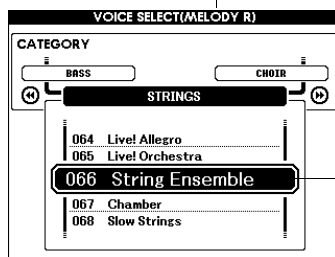 VOICE SELECT(MELODY R)
CATEGORY
BASS CHOIR
STRINGS
064 Live! Allegro
065 Live! Orchestra
066 String Ensemble
067 Chamber
068 Slow Strings